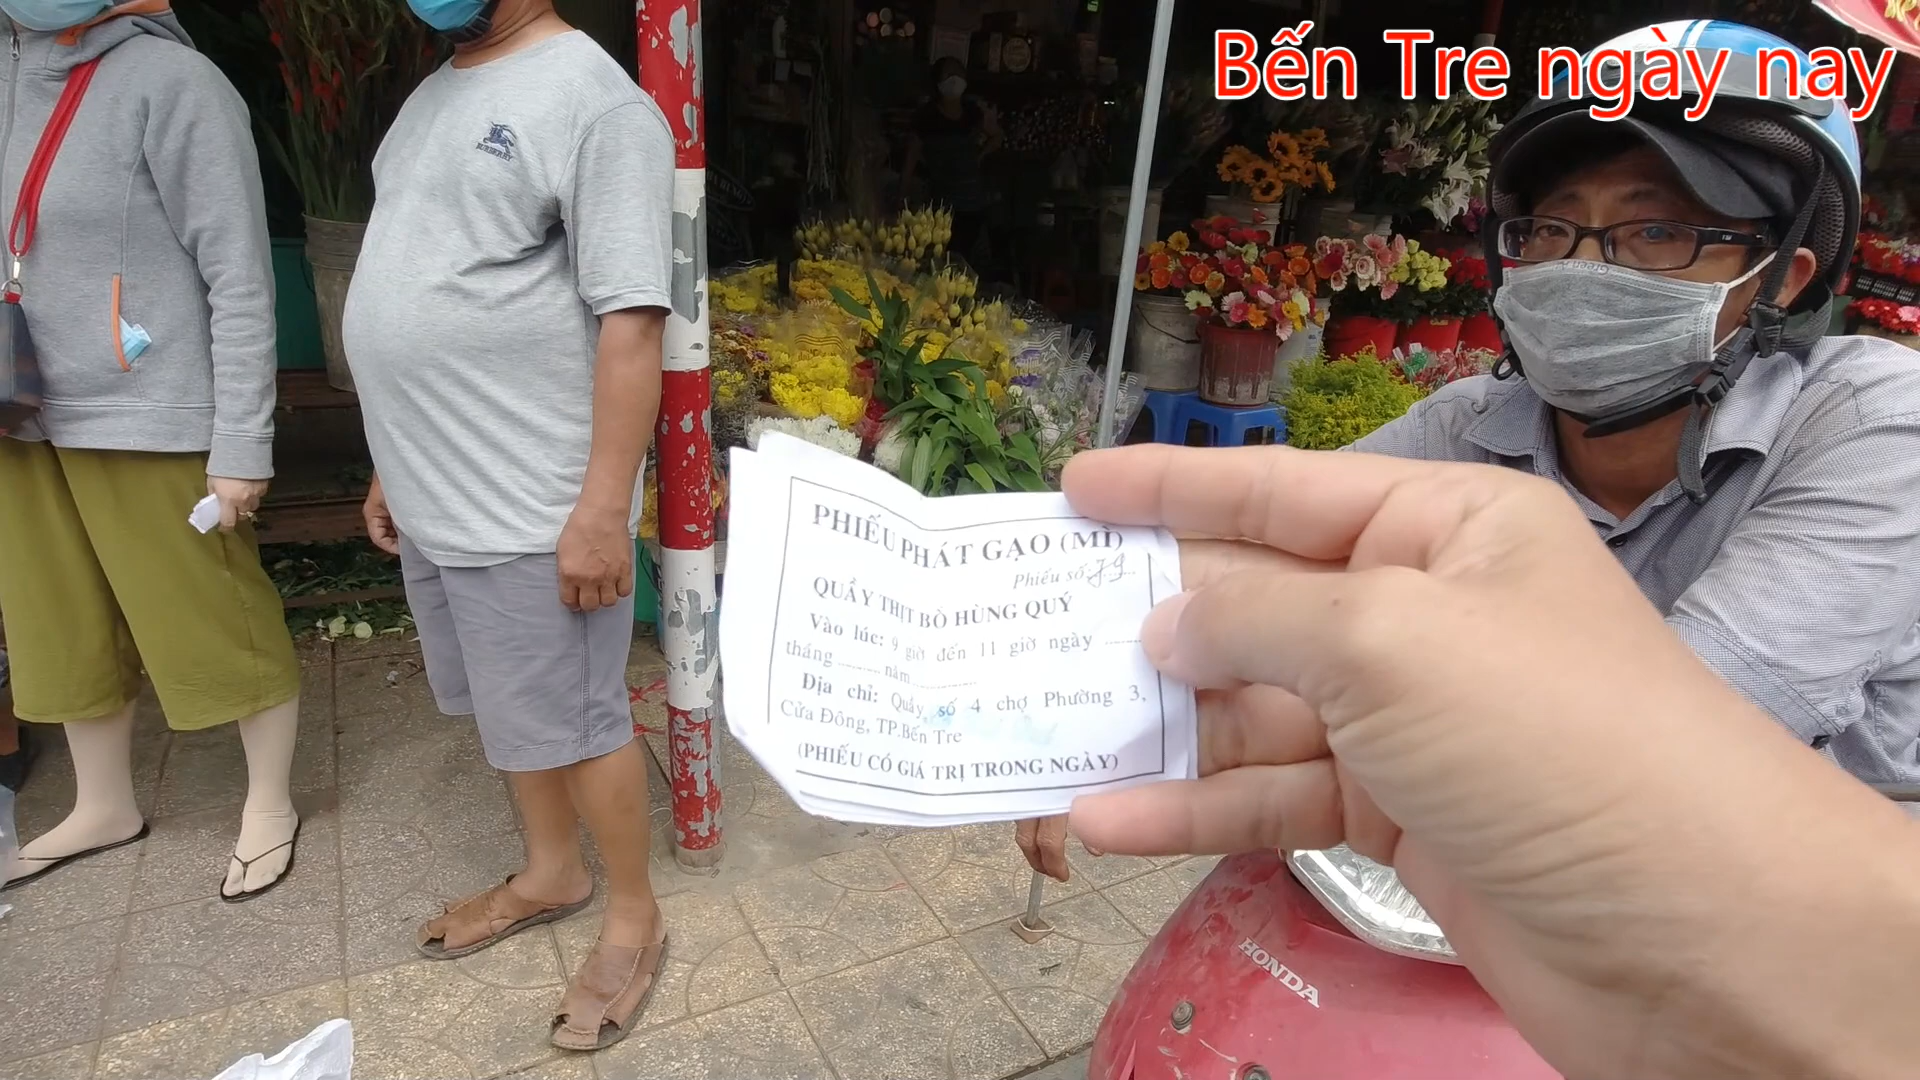 Bến Tre ngày nay
BURBERRY
PHIẾU PHÁT GẠO (MÌ)
Phiếu số: 79
QUẦY THỊT BÒ HÙNG QUÝ
Vào lúc: 9 giờ đến 11 giờ ngày ........
tháng ........ năm ............
Địa chỉ: Quầy số 4 chợ Phường 3,
Cửa Đông, TP.Bến Tre
(PHIẾU CÓ GIÁ TRỊ TRONG NGÀY)
HONDA